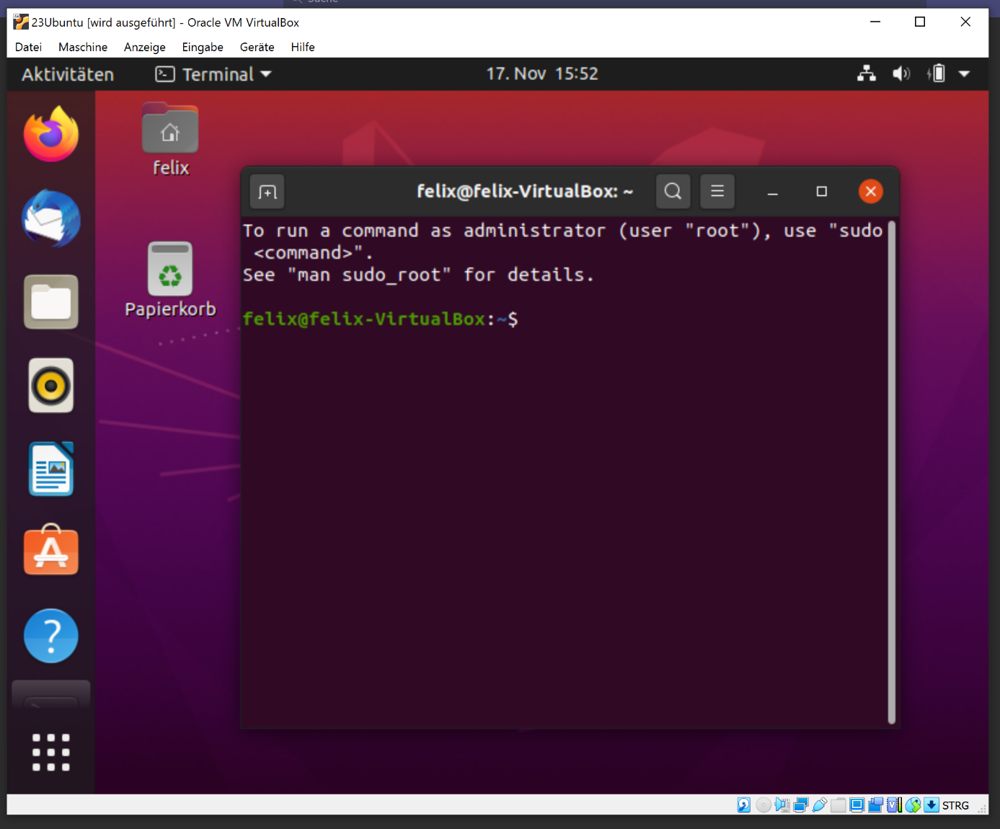 Suche
23Ubuntu [wird ausgeführt] - Oracle VM VirtualBox
Datei Maschine Anzeige Eingabe Geräte Hilfe
Aktivitäten Terminal 17. Nov 15:52
felix
Papierkorb
felix@felix-VirtualBox: ~
To run a command as administrator (user "root"), use "sudo
<command>".
See "man sudo_root" for details.
felix@felix-VirtualBox:~$
STRG